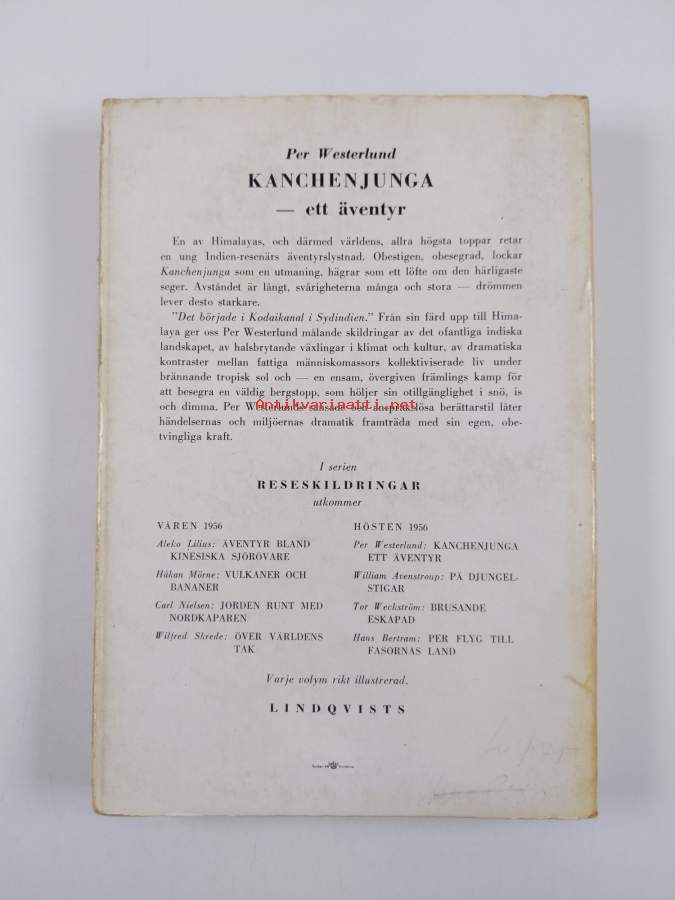 Per Westerlund
KANCHENJUNGA
— ett äventyr
En av Himalayas, och därmed världens, allra högsta toppar retar
en ung Indien-resenärs äventyrslystnad. Obestigen, obesegrad, lockar
Kanchenjunga som en utmaning, hägrar som ett löfte om den härligaste
seger. Avståndet är långt, svårigheterna många och stora — drömmen
lever desto starkare.
"Det började i Kodaikanal i Sydindien." Från sin färd upp till Hima-
laya ger oss Per Westerlund målande skildringar av det ofantliga indiska
landskapet, av halsbrytande växlingar i klimat och kultur, av dramatiska
kontraster mellan fattiga människomassors kollektiviserade liv under
brännande tropisk sol och — en ensam, övergiven främlings kamp för
att besegra en väldig bergstopp, som höljer sin otillgänglighet i snö, is
och dimma. Per Westerlunds och anspråkslösa berättarstil låter
Antikvariaatti.net
händelsernas och miljöernas dramatik framträda med sin egen, obe-
tvingliga kraft.
I serien
RESESKILDRINGAR
utkommer
VÅREN 1956
Aleko Lilius: ÄVENTYR BLAND
KINESISKA SJÖRÖVARE
Håkan Mörne: VULKANER OCH
BANANER
Carl Nielsen: JORDEN RUNT MED
NORDKAPAREN
Wilfred Skrede: ÖVER VÄRLDENS
TAK
HÖSTEN 1956
Per Westerlund: KANCHENJUNGA
ETT ÄVENTYR
William Avenstroup: PÅ DJUNGEL-
STIGAR
Tor Weckström: BRUSANDE
ESKAPAD
Hans Bertram: PER FLYG TILL
FASORNAS LAND
Varje volym rikt illustrerad.
LINDQVISTS